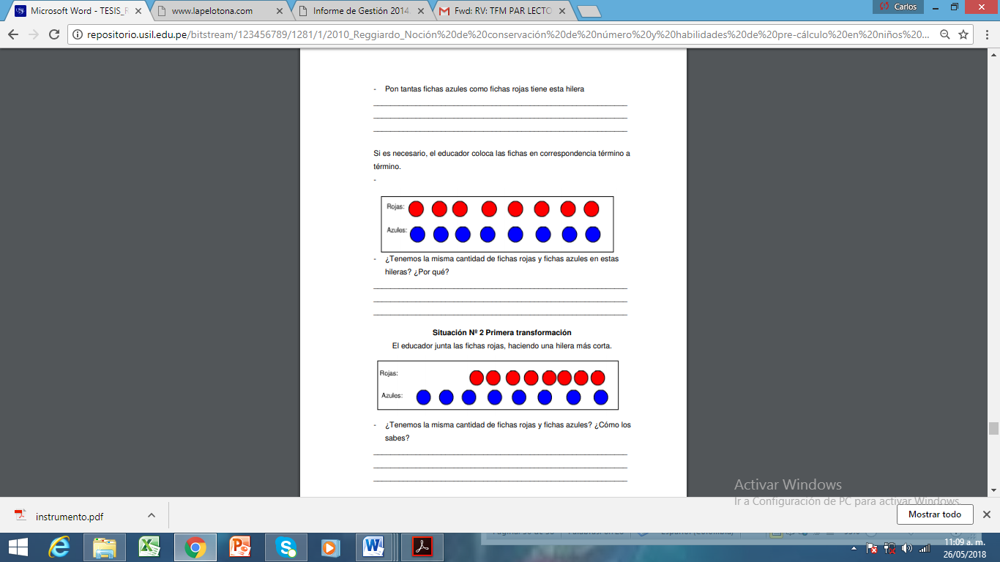 Microsoft Word - TESIS_R
www.lapelotona.com
Informe de Gestión 2014.
Fwd: RV: TFM PAR LECTO
Carlos
repositorio.usil.edu.pe/bitstream/123456789/1281/1/2010_Reggiardo_Noción%20de%20conservación%20de%20número%20y%20habilidades%20de%20pre-cálculo%20en%20niños%20...
- Pon tantas fichas azules como fichas rojas tiene esta hilera
Si es necesario, el educador coloca las fichas en correspondencia término a
término.
-
Rojas:
Azules:
- ¿Tenemos la misma cantidad de fichas rojas y fichas azules en estas
hileras? ¿Por qué?
Situación Nº 2 Primera transformación
El educador junta las fichas rojas, haciendo una hilera más corta.
Rojas:
Azules:
- ¿Tenemos la misma cantidad de fichas rojas y fichas azules? ¿Cómo los
sabes?
Activar Windows
Ir a Configuración de PC para activar Windows.
instrumento.pdf
Mostrar todo
11:09 a. m.
26/05/2018